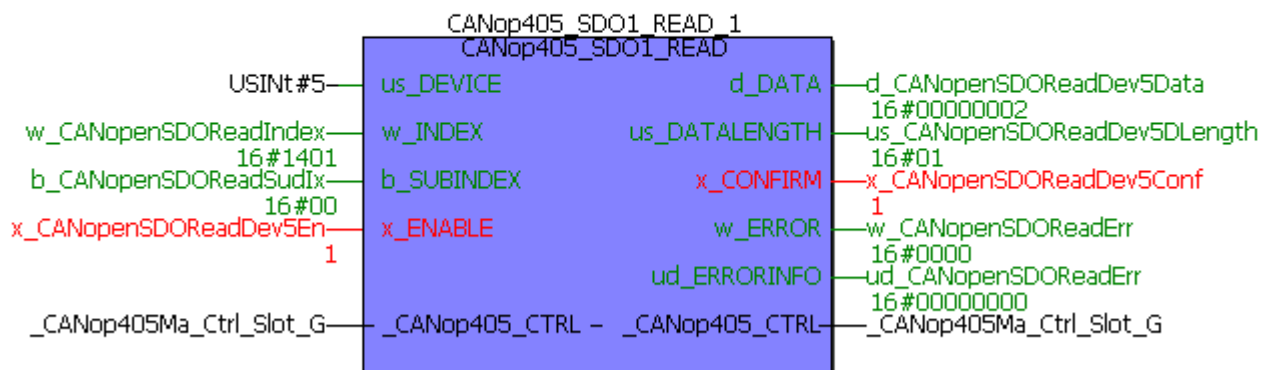 CANop405_SDO1_READ_1
CANop405_SDO1_READ
USINt#5 us_DEVICE d_DATA d_CANopenSDOReadDev5Data
16#00000002
w_CANopenSDOReadIndex w_INDEX us_DATALENGTH us_CANopenSDOReadDev5DLength
16#1401 16#01
b_CANopenSDOReadSudIx b_SUBINDEX x_CONFIRM x_CANopenSDOReadDev5Conf
16#00 1
x_CANopenSDOReadDev5En x_ENABLE w_ERROR w_CANopenSDOReadErr
1 16#0000
ud_ERRORINFO ud_CANopenSDOReadErr
16#00000000
_CANop405Ma_Ctrl_Slot_G _CANop405_CTRL – _CANop405_CTRL _CANop405Ma_Ctrl_Slot_G